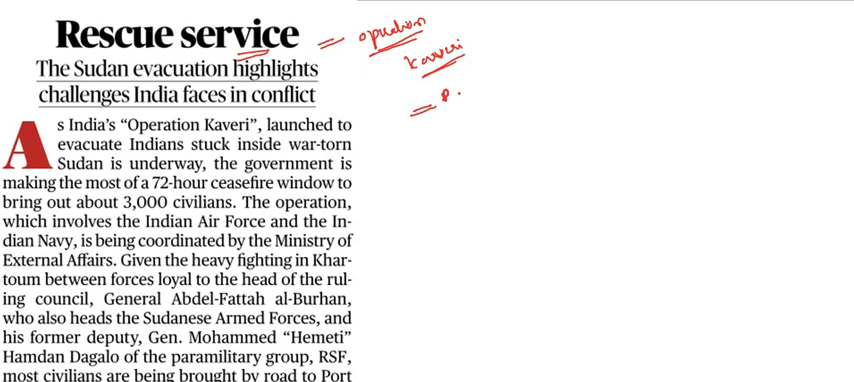 Rescue service
The Sudan evacuation highlights
challenges India faces in conflict
As India's “Operation Kaveri”, launched to
evacuate Indians stuck inside war-torn
Sudan is underway, the government is
making the most of a 72-hour ceasefire window to
bring out about 3,000 civilians. The operation,
which involves the Indian Air Force and the In-
dian Navy, is being coordinated by the Ministry of
External Affairs. Given the heavy fighting in Khar-
toum between forces loyal to the head of the rul-
ing council, General Abdel-Fattah al-Burhan,
who also heads the Sudanese Armed Forces, and
his former deputy, Gen. Mohammed “Hemeti”
Hamdan Dagalo of the paramilitary group, RSF,
most civilians are being brought by road to Port
= operation
Kaveri
=